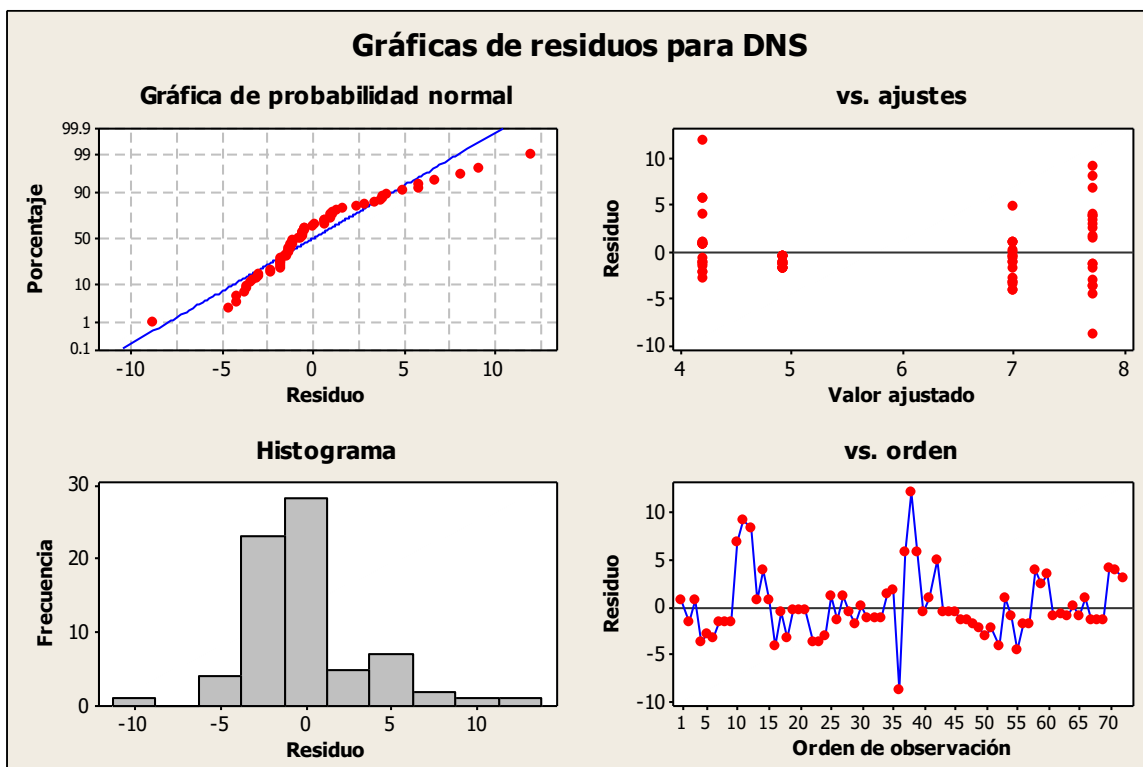 Gráficas de residuos para DNS
Gráfica de probabilidad normal
Porcentaje
99.9
99
90
50
10
1
0.1
-10 -5 0 5 10
Residuo
vs. ajustes
Residuo
10
5
0
-5
-10
4 5 6 7 8
Valor ajustado
Histograma
Frecuencia
30
20
10
0
-10 -5 0 5 10
Residuo
vs. orden
Residuo
10
5
0
-5
-10
1 5 10 15 20 25 30 35 40 45 50 55 60 65 70
Orden de observación